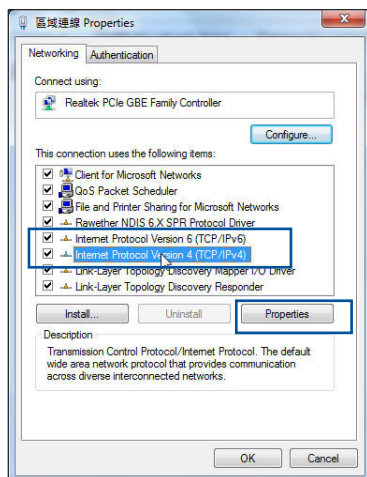 區域連線 Properties
Networking Authentication
Connect using:
Realtek PCIe GBE Family Controller
Configure...
This connection uses the following items:
Client for Microsoft Networks
QoS Packet Scheduler
File and Printer Sharing for Microsoft Networks
Rawether NDIS 6.X SPR Protocol Driver
Internet Protocol Version 6 (TCP/IPv6)
Internet Protocol Version 4 (TCP/IPv4)
Link-Layer Topology Discovery Mapper I/O Driver
Link-Layer Topology Discovery Responder
Install... Uninstall Properties
Description
Transmission Control Protocol/Internet Protocol. The default
wide area network protocol that provides communication
across diverse interconnected networks.
OK Cancel